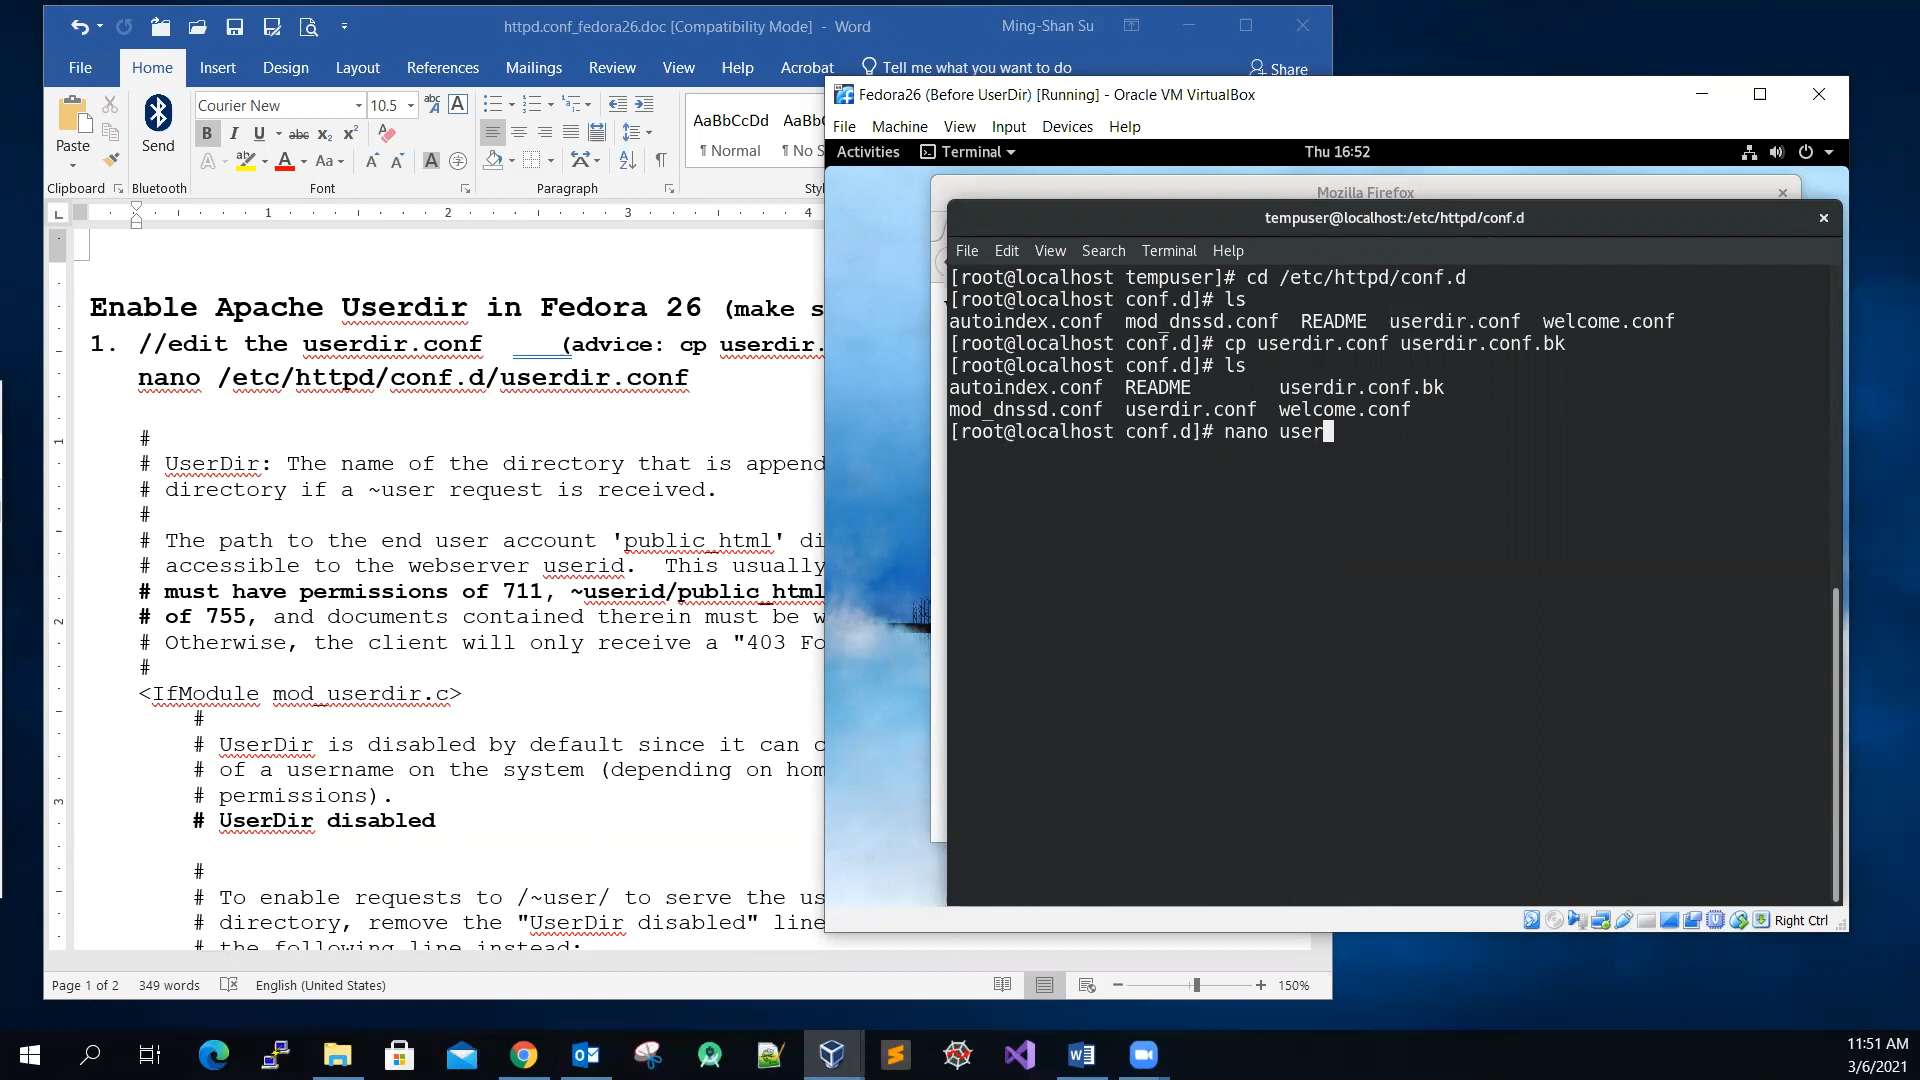 httpd.conf_fedora26.doc [Compatibility Mode] - Word
Ming-Shan Su
File Home Insert Design Layout References Mailings Review View Help Acrobat Tell me what you want to do Share
Courier New 10.5
Paste
Send
B I U abc X₂ X²
AaBbCcDd AaBb
¶ Normal ¶ No S
Clipboard Bluetooth Font Paragraph Styl
1 2 3 4
Enable Apache Userdir in Fedora 26 (make s
1. //edit the userdir.conf (advice: cp userdir.
nano /etc/httpd/conf.d/userdir.conf
#
# UserDir: The name of the directory that is append
# directory if a ~user request is received.
#
# The path to the end user account 'public_html' di
# accessible to the webserver userid. This usually
# must have permissions of 711, ~userid/public_html
# of 755, and documents contained therein must be w
# Otherwise, the client will only receive a "403 Fo
#
<IfModule mod_userdir.c>
#
# UserDir is disabled by default since it can c
# of a username on the system (depending on hom
# permissions).
# UserDir disabled
#
# To enable requests to /~user/ to serve the us
# directory, remove the "UserDir disabled" line
# the following line instead:
Page 1 of 2 349 words English (United States) 150%
Fedora26 (Before UserDir) [Running] - Oracle VM VirtualBox
File Machine View Input Devices Help
Activities Terminal Thu 16:52
Mozilla Firefox
tempuser@localhost:/etc/httpd/conf.d
File Edit View Search Terminal Help
[root@localhost tempuser]# cd /etc/httpd/conf.d
[root@localhost conf.d]# ls
autoindex.conf mod_dnssd.conf README userdir.conf welcome.conf
[root@localhost conf.d]# cp userdir.conf userdir.conf.bk
[root@localhost conf.d]# ls
autoindex.conf README userdir.conf.bk
mod_dnssd.conf userdir.conf welcome.conf
[root@localhost conf.d]# nano user
Right Ctrl
11:51 AM
3/6/2021